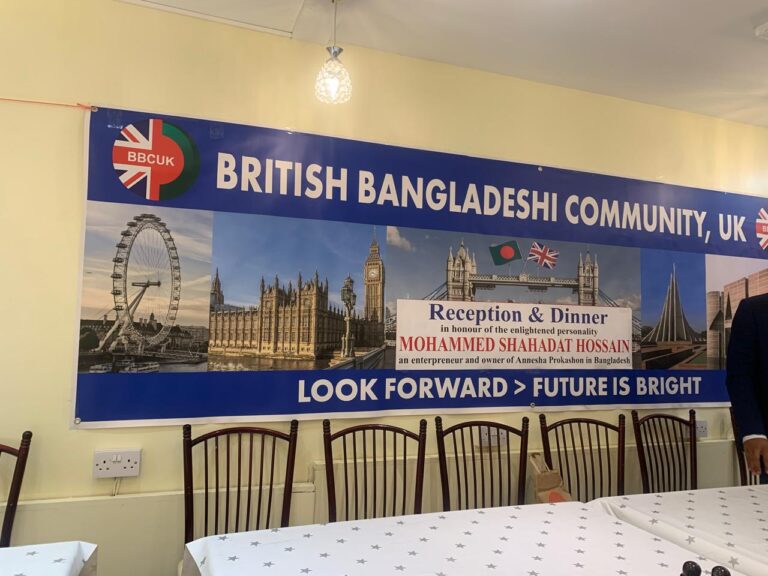 BBCUK
BRITISH BANGLADESHI COMMUNITY, UK
Reception & Dinner
in honour of the enlightened personality
MOHAMMED SHAHADAT HOSSAIN
an enterpreneur and owner of Annesha Prokashon in Bangladesh
LOOK FORWARD > FUTURE IS BRIGHT